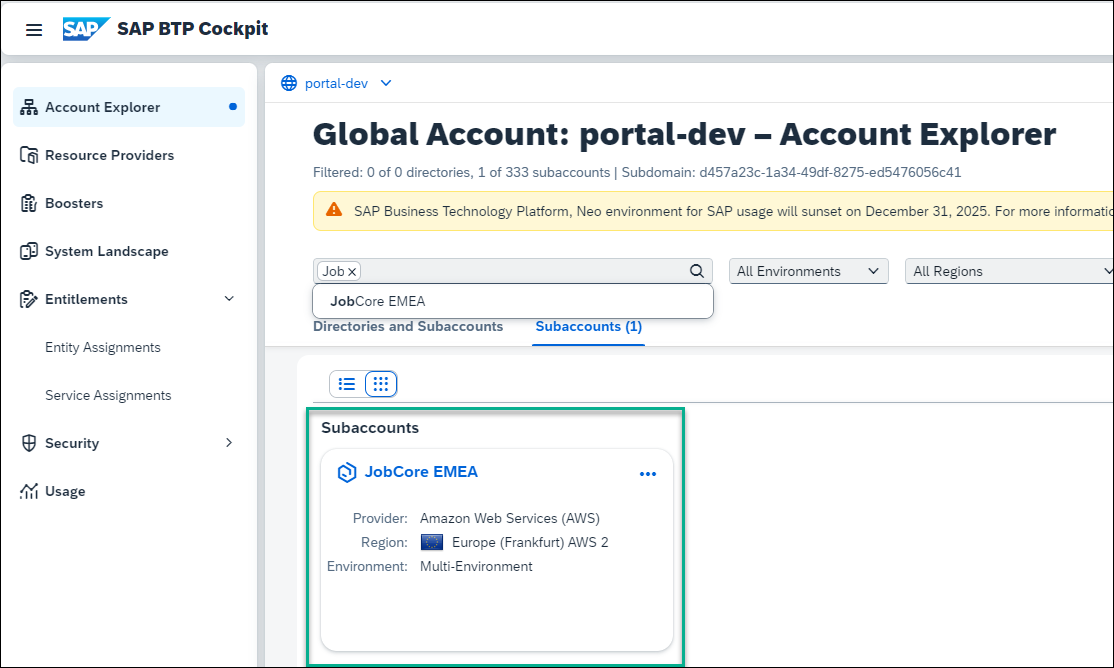 SAP SAP BTP Cockpit
Account Explorer
Resource Providers
Boosters
System Landscape
Entitlements
Entity Assignments
Service Assignments
Security
Usage
portal-dev
Global Account: portal-dev – Account Explorer
Filtered: 0 of 0 directories, 1 of 333 subaccounts | Subdomain: d457a23c-1a34-49df-8275-ed5476056c41
SAP Business Technology Platform, Neo environment for SAP usage will sunset on December 31, 2025. For more informatio
Job All Environments All Regions
JobCore EMEA
Directories and Subaccounts Subaccounts (1)
Subaccounts
JobCore EMEA
Provider: Amazon Web Services (AWS)
Region: Europe (Frankfurt) AWS 2
Environment: Multi-Environment